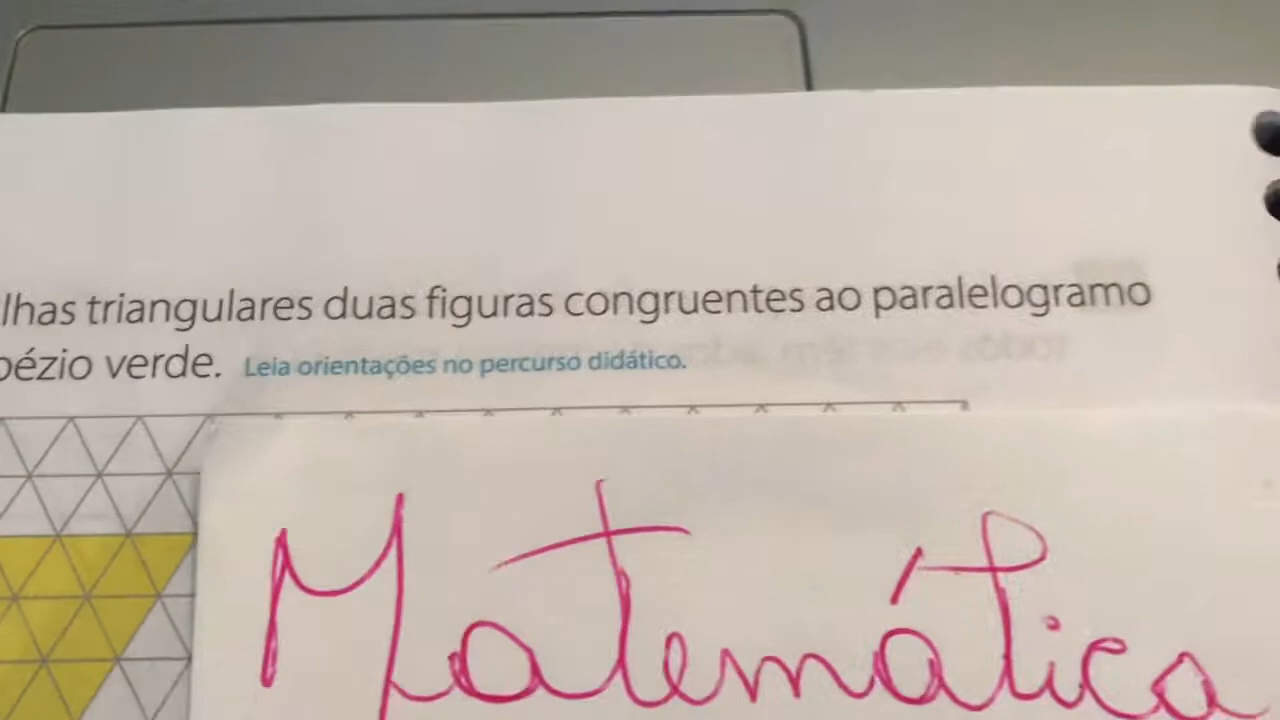 lhas triangulares duas figuras congruentes ao paralelogramo
pézio verde. Leia orientações no percurso didático.
Matemática